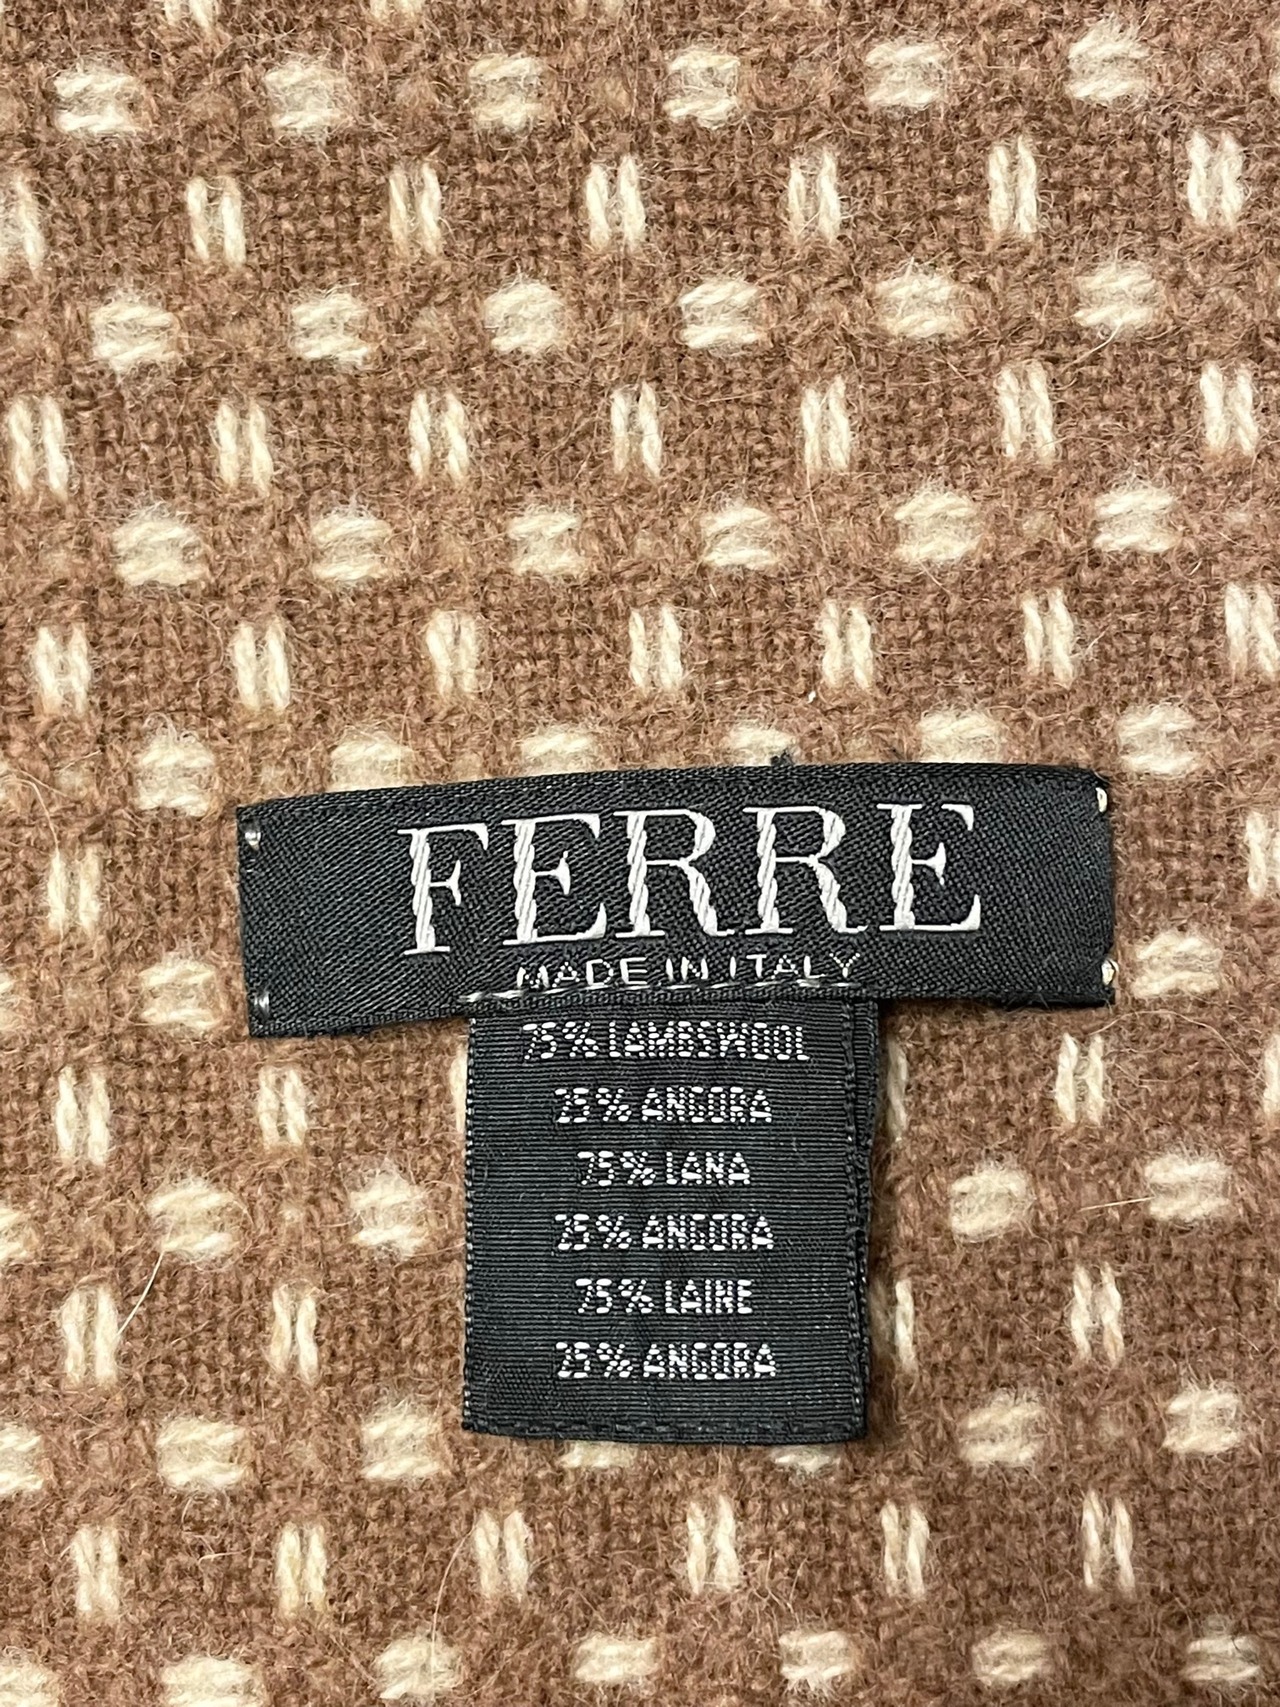 FERRE
MADE IN ITALY
75% LAMBSWOOL
25% ANGORA
75% LANA
25% ANGORA
75% LAINE
25% ANGORA